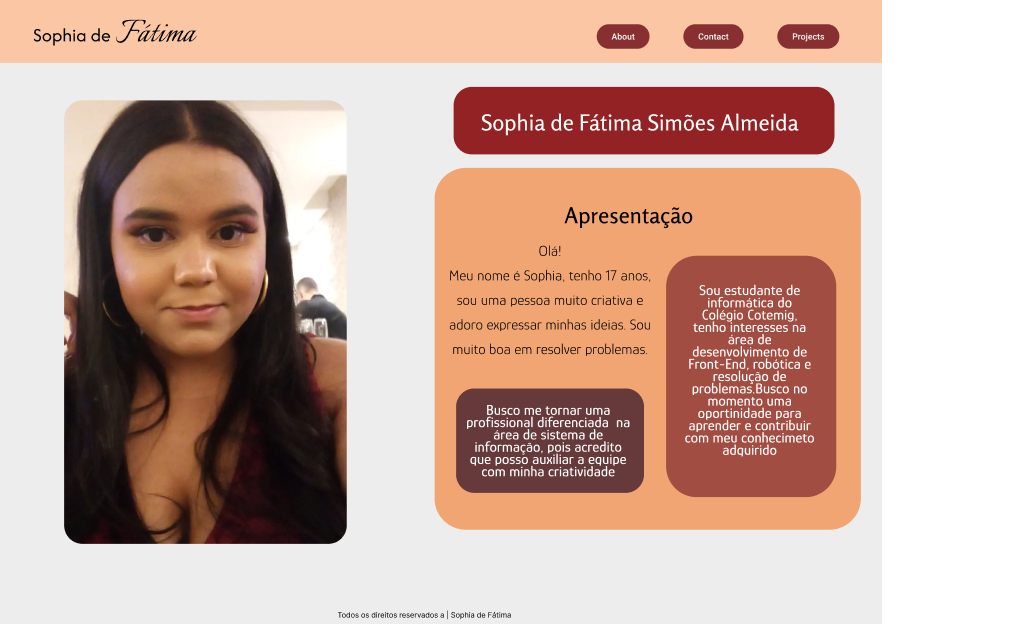 Sophia de Fátima
About
Contact
Projects
Sophia de Fátima Simões Almeida
Apresentação
Olá!
Meu nome é Sophia, tenho 17 anos,
sou uma pessoa muito criativa e
adoro expressar minhas ideias. Sou
muito boa em resolver problemas.
Busco me tornar uma
profissional diferenciada na
área de sistema de
informação, pois acredito
que posso auxiliar a equipe
com minha criatividade
Sou estudante de
informática do
Colégio Cotemig,
tenho interesses na
área de
desenvolvimento de
Front-End, robótica e
resolução de
problemas.Busco no
momento uma
oportinidade para
aprender e contribuir
com meu conhecimeto
adquirido
Todos os direitos reservados a | Sophia de Fátima